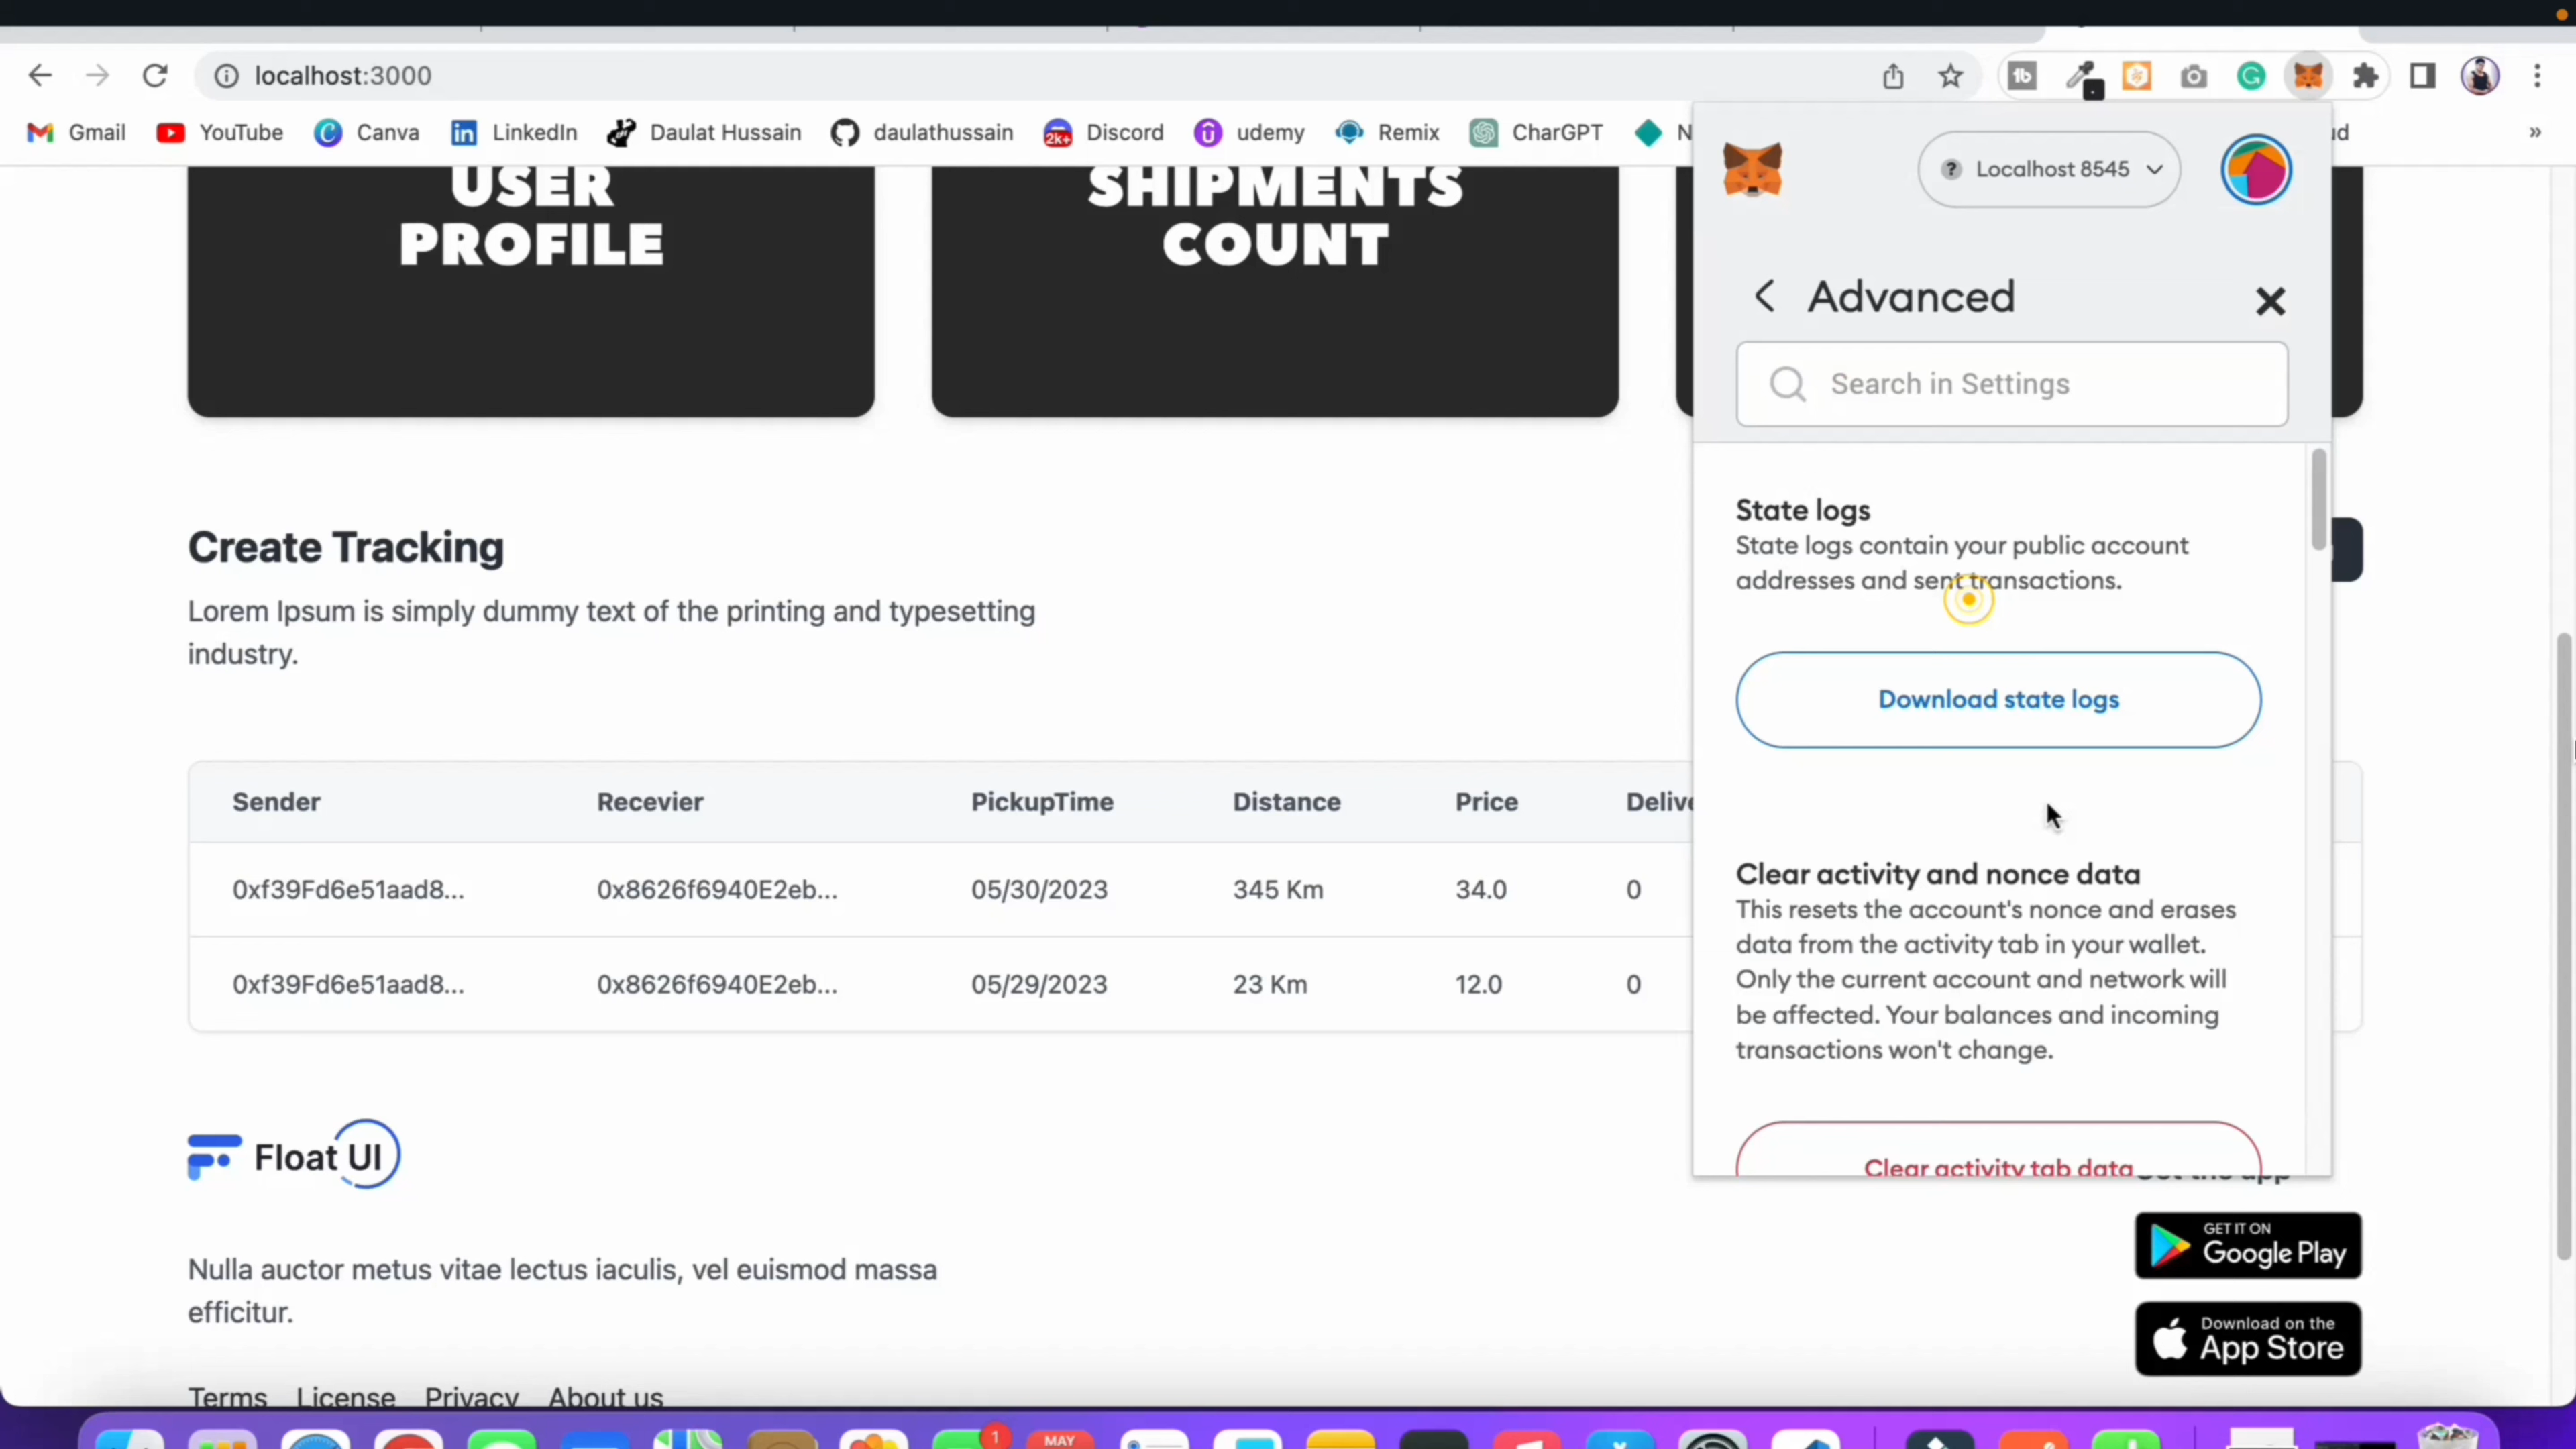 localhost:3000
Gmail YouTube Canva LinkedIn Daulat Hussain daulathussain Discord udemy Remix CharGPT N ud »
USER
PROFILE
SHIPMENTS
COUNT
Localhost 8545
Advanced
Search in Settings
State logs
State logs contain your public account
addresses and sent transactions.
Download state logs
Clear activity and nonce data
This resets the account's nonce and erases
data from the activity tab in your wallet.
Only the current account and network will
be affected. Your balances and incoming
transactions won't change.
Clear activity tab data
Create Tracking
Lorem Ipsum is simply dummy text of the printing and typesetting
industry.
Sender Recevier PickupTime Distance Price Delive
0xf39Fd6e51aad8... 0x8626f6940E2eb... 05/30/2023 345 Km 34.0 0
0xf39Fd6e51aad8... 0x8626f6940E2eb... 05/29/2023 23 Km 12.0 0
Float UI
Nulla auctor metus vitae lectus iaculis, vel euismod massa
efficitur.
Terms License Privacy About us
Get the app
GET IT ON
Google Play
Download on the
App Store
1
MAY